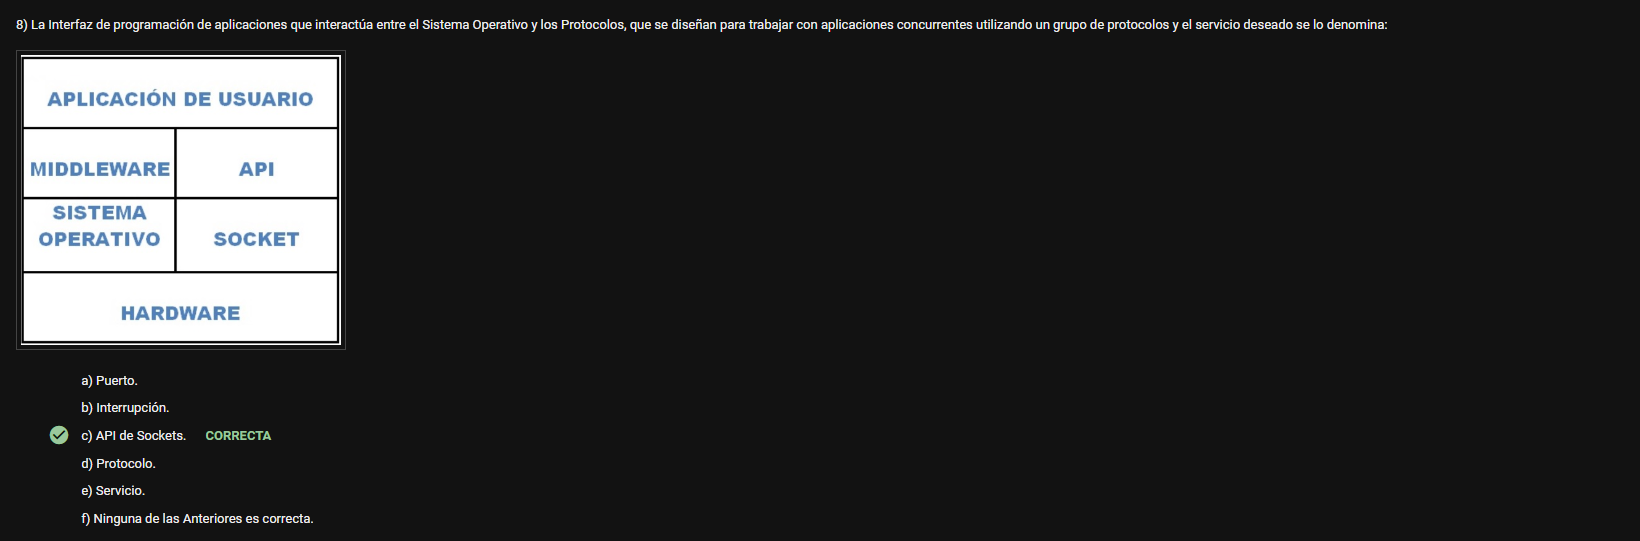 8) La Interfaz de programación de aplicaciones que interactúa entre el Sistema Operativo y los Protocolos, que se diseñan para trabajar con aplicaciones concurrentes utilizando un grupo de protocolos y el servicio deseado se lo denomina:
APLICACIÓN DE USUARIO
MIDDLEWARE API
SISTEMA
OPERATIVO SOCKET
HARDWARE
a) Puerto.
b) Interrupción.
c) API de Sockets. CORRECTA
d) Protocolo.
e) Servicio.
f) Ninguna de las Anteriores es correcta.